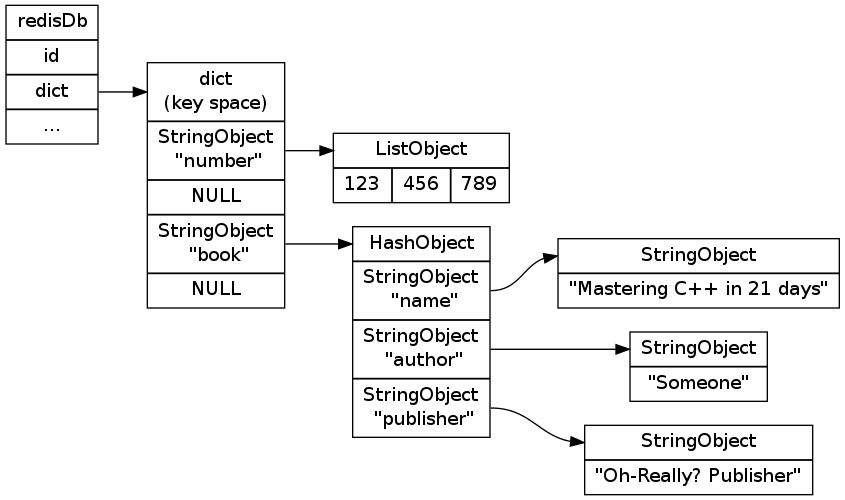 redisDb
id
dict
...
dict
(key space)
StringObject
"number"
NULL
StringObject
"book"
NULL
ListObject
123 456 789
HashObject
StringObject
"name"
StringObject
"author"
StringObject
"publisher"
StringObject
"Mastering C++ in 21 days"
StringObject
"Someone"
StringObject
"Oh-Really? Publisher"